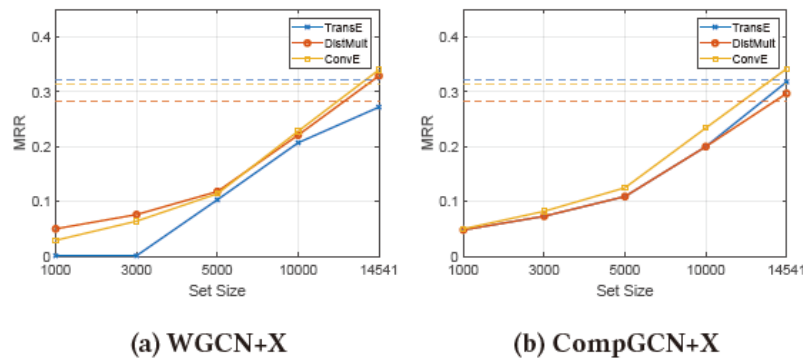 0.4
0.3
0.2
0.1
0
MRR
TransE
DistMult
ConvE
1000 3000 5000 10000 14541
Set Size
(a) WGCN+X
0.4
0.3
0.2
0.1
0
MRR
TransE
DistMult
ConvE
1000 3000 5000 10000 14541
Set Size
(b) CompGCN+X